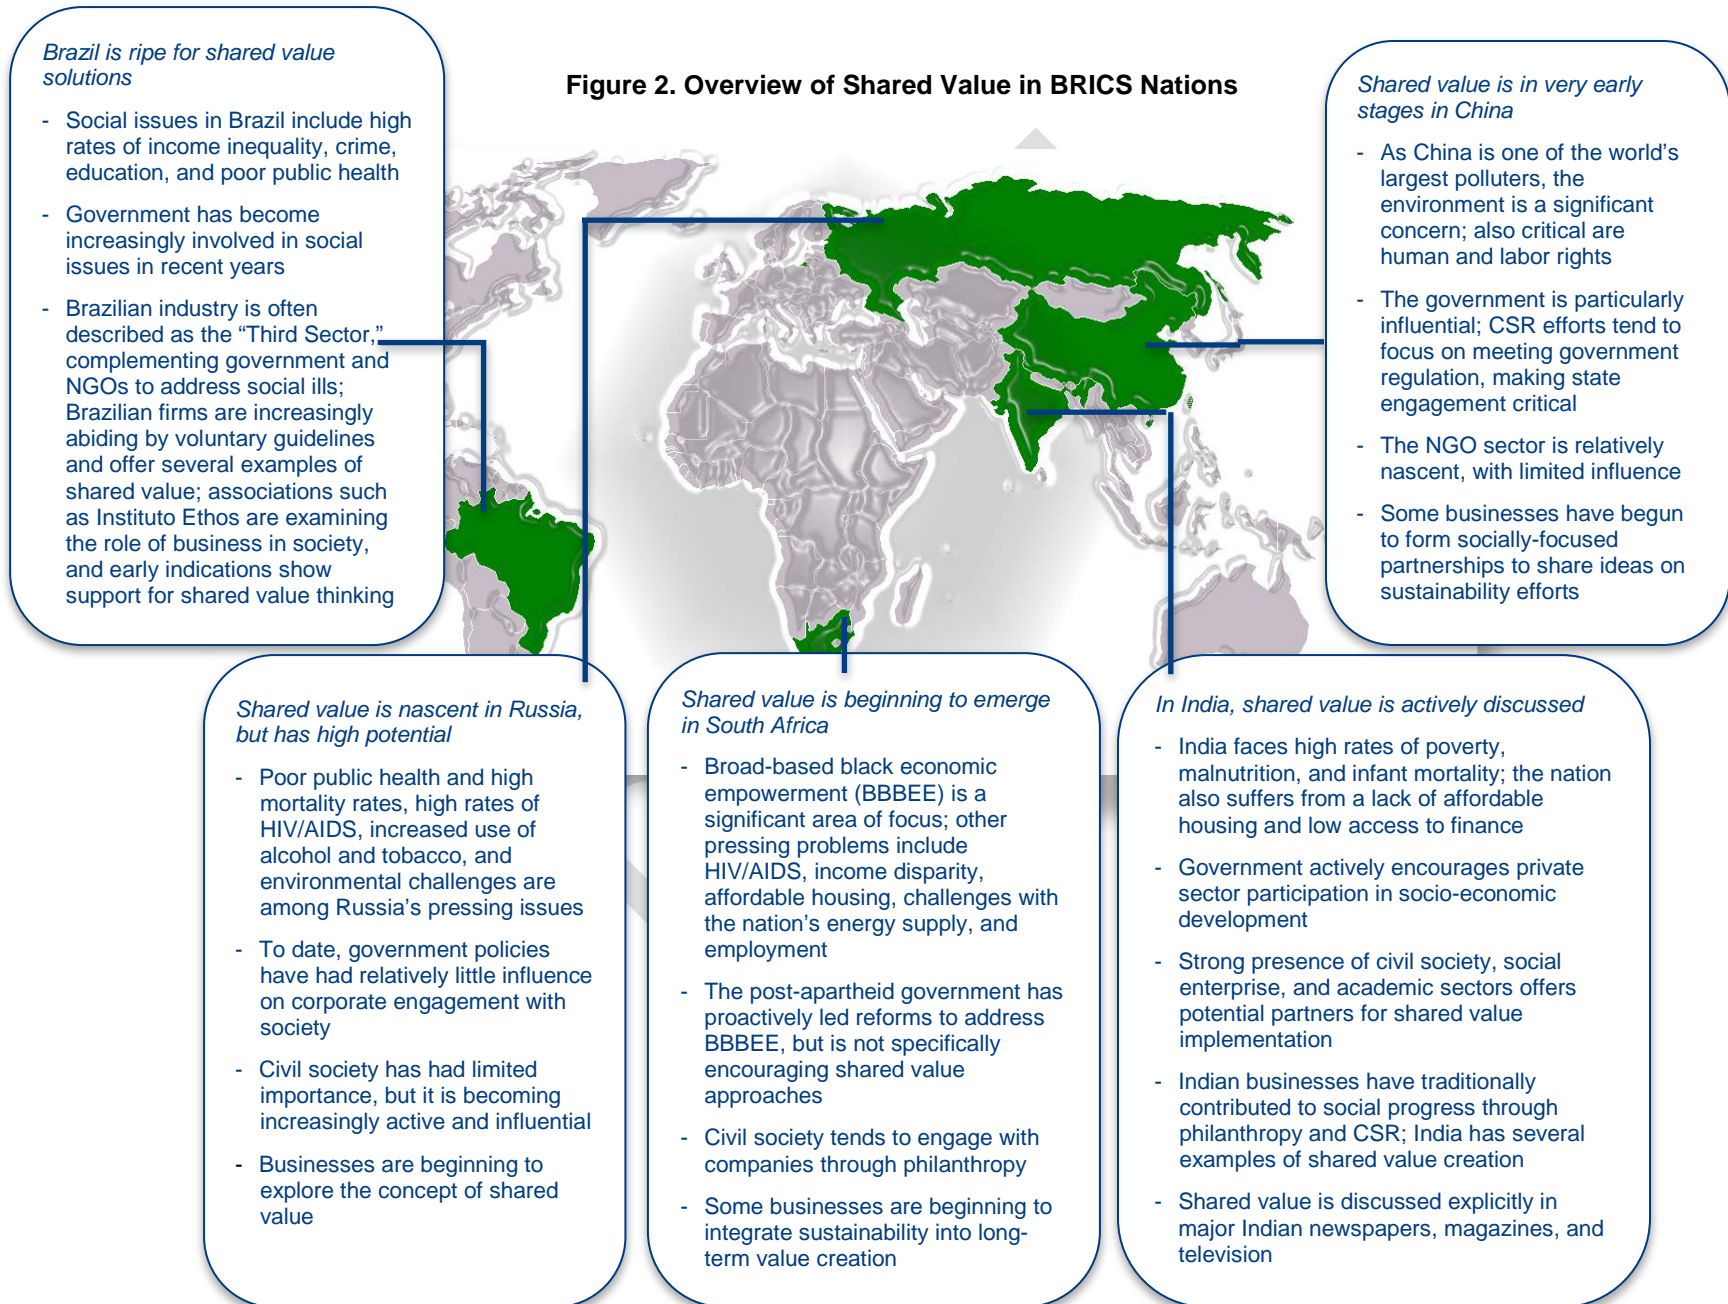 Brazil is ripe for shared value
solutions
- Social issues in Brazil include high
rates of income inequality, crime,
education, and poor public health
- Government has become
increasingly involved in social
issues in recent years
- Brazilian industry is often
described as the “Third Sector,”
complementing government and
NGOs to address social ills;
Brazilian firms are increasingly
abiding by voluntary guidelines
and offer several examples of
shared value; associations such
as Instituto Ethos are examining
the role of business in society,
and early indications show
support for shared value thinking
Figure 2. Overview of Shared Value in BRICS Nations
Shared value is in very early
stages in China
- As China is one of the world’s
largest polluters, the
environment is a significant
concern; also critical are
human and labor rights
- The government is particularly
influential; CSR efforts tend to
focus on meeting government
regulation, making state
engagement critical
- The NGO sector is relatively
nascent, with limited influence
- Some businesses have begun
to form socially-focused
partnerships to share ideas on
sustainability efforts
Shared value is nascent in Russia,
but has high potential
- Poor public health and high
mortality rates, high rates of
HIV/AIDS, increased use of
alcohol and tobacco, and
environmental challenges are
among Russia’s pressing issues
- To date, government policies
have had relatively little influence
on corporate engagement with
society
- Civil society has had limited
importance, but it is becoming
increasingly active and influential
- Businesses are beginning to
explore the concept of shared
value
Shared value is beginning to emerge
in South Africa
- Broad-based black economic
empowerment (BBBEE) is a
significant area of focus; other
pressing problems include
HIV/AIDS, income disparity,
affordable housing, challenges with
the nation’s energy supply, and
employment
- The post-apartheid government has
proactively led reforms to address
BBBEE, but is not specifically
encouraging shared value
approaches
- Civil society tends to engage with
companies through philanthropy
- Some businesses are beginning to
integrate sustainability into long-
term value creation
In India, shared value is actively discussed
- India faces high rates of poverty,
malnutrition, and infant mortality; the nation
also suffers from a lack of affordable
housing and low access to finance
- Government actively encourages private
sector participation in socio-economic
development
- Strong presence of civil society, social
enterprise, and academic sectors offers
potential partners for shared value
implementation
- Indian businesses have traditionally
contributed to social progress through
philanthropy and CSR; India has several
examples of shared value creation
- Shared value is discussed explicitly in
major Indian newspapers, magazines, and
television